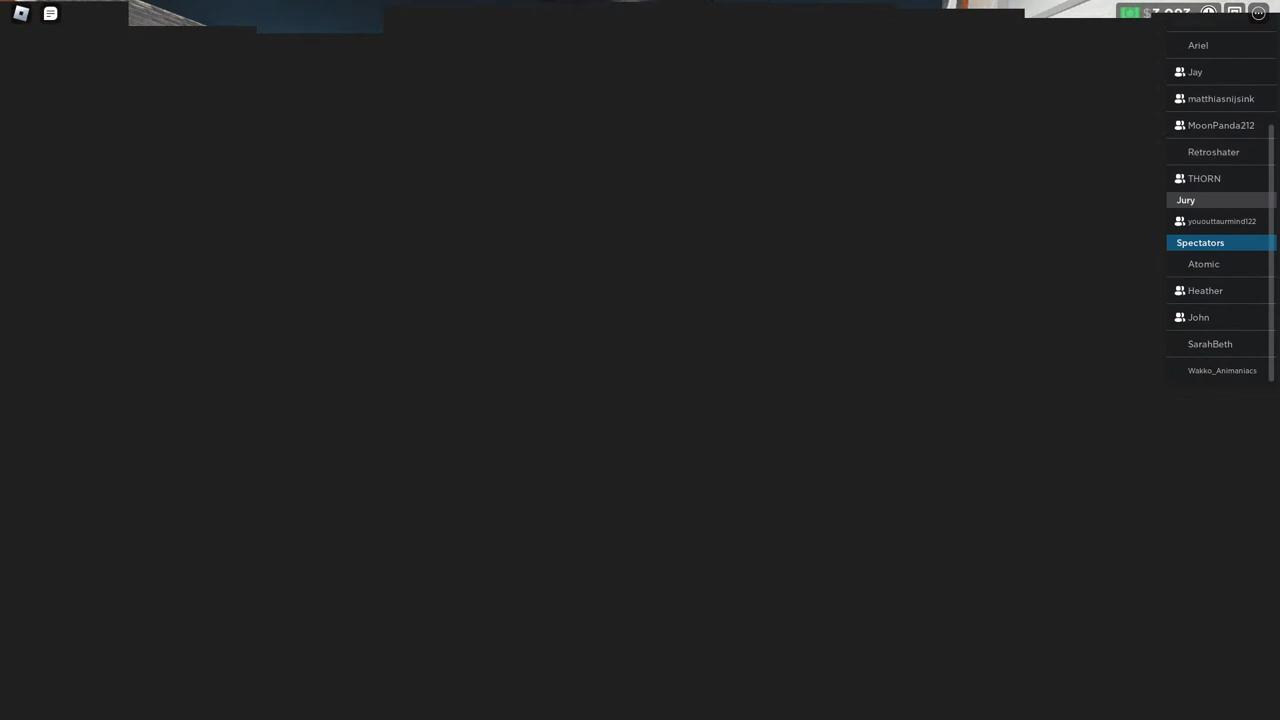 Ariel
Jay
matthiasnijsink
MoonPanda212
Retroshater
THORN
Jury
yououttaurmind122
Spectators
Atomic
Heather
John
SarahBeth
Wakko_Animaniacs